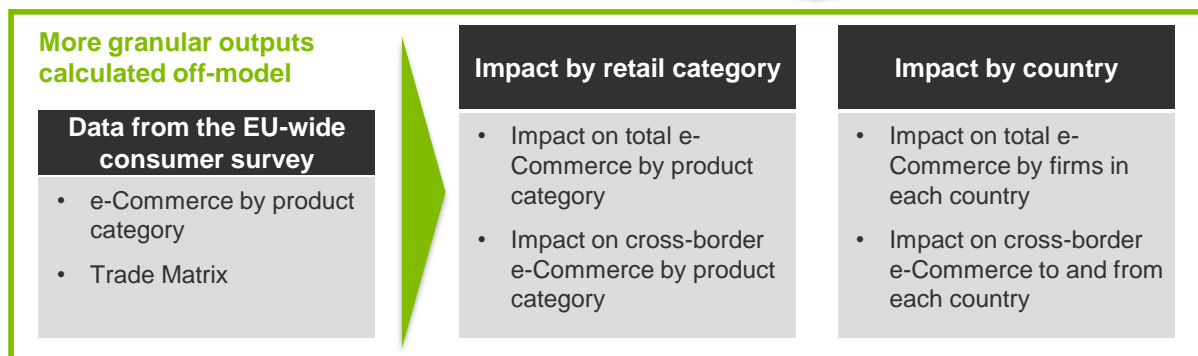 More granular outputs
calculated off-model
Data from the EU-wide
consumer survey
• e-Commerce by product
category
• Trade Matrix
Impact by retail category
• Impact on total e-
Commerce by product
category
• Impact on cross-border
e-Commerce by product
category
Impact by country
• Impact on total e-
Commerce by firms in
each country
• Impact on cross-border
e-Commerce to and from
each country